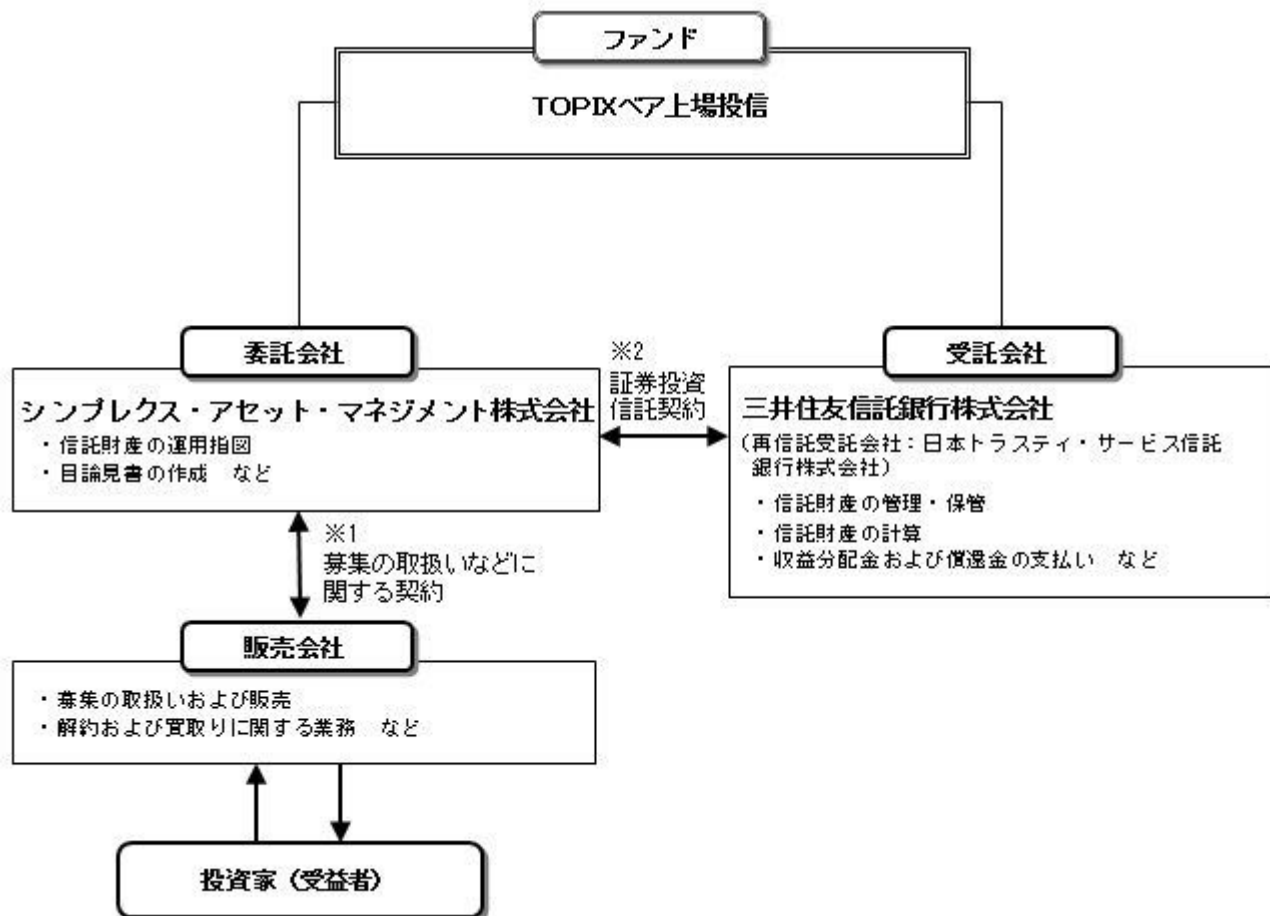 ファンド
TOPIXベア上場投信
委託会社
シンプレクス・アセット・マネジメント株式会社
・信託財産の運用指図
・目論見書の作成　など
※2
証券投資
信託契約
受託会社
三井住友信託銀行株式会社
（再信託受託会社：日本トラスティ・サービス信託
銀行株式会社）
・信託財産の管理・保管
・信託財産の計算
・収益分配金および償還金の支払い　など
※1
募集の取扱いなどに
関する契約
販売会社
・募集の取扱いおよび販売
・解約および買取りに関する業務　など
投資家（受益者）